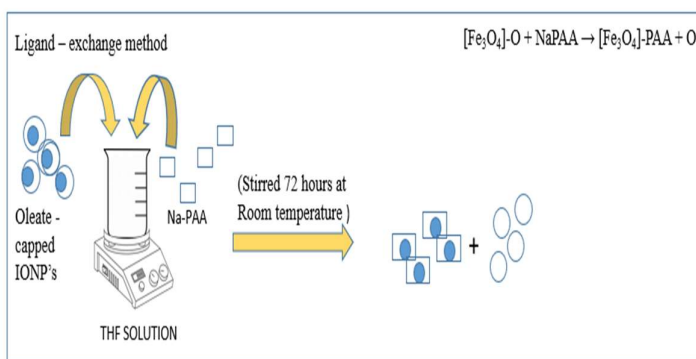 Ligand – exchange method
[Fe₃O₄]-O + NaPAA → [Fe₃O₄]-PAA + O
Oleate -
capped
IONP's
Na-PAA
(Stirred 72 hours at
Room temperature )
+
THF SOLUTION